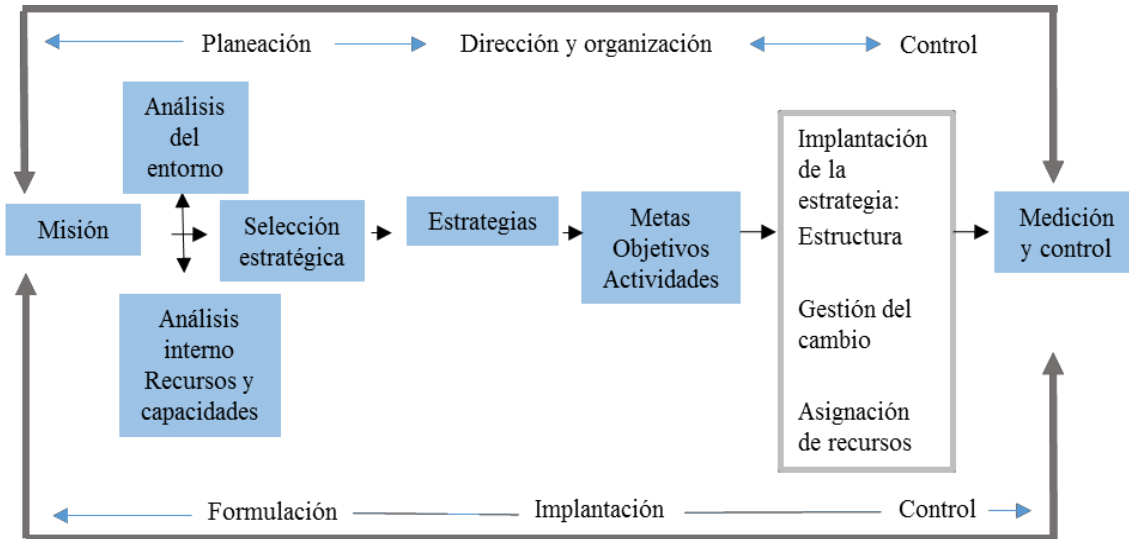 Planeación
Dirección y organización
Control
Análisis
del
entorno
Misión
Selección
estratégica
Estrategias
Metas
Objetivos
Actividades
Implantación
de la
estrategia:
Estructura
Gestión del
cambio
Asignación
de recursos
Medición
y control
Análisis
interno
Recursos y
capacidades
Formulación
Implantación
Control